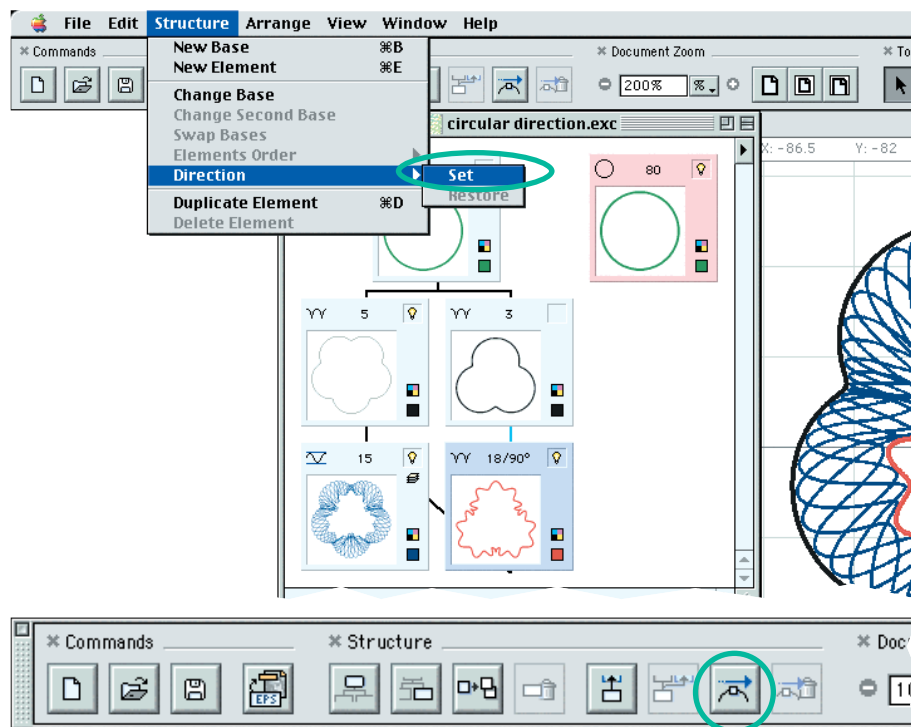 File Edit Structure Arrange View Window Help
Commands
Document Zoom
To
New Base ⌘B
New Element ⌘E
Change Base
Change Second Base
Swap Bases
Elements Order
Direction
Set
Restore
Duplicate Element ⌘D
Delete Element
200% %
circular direction.exc
X: -86.5 Y: -82
80
5
3
15
18/90°
Commands
Structure
Doc
EPS
10